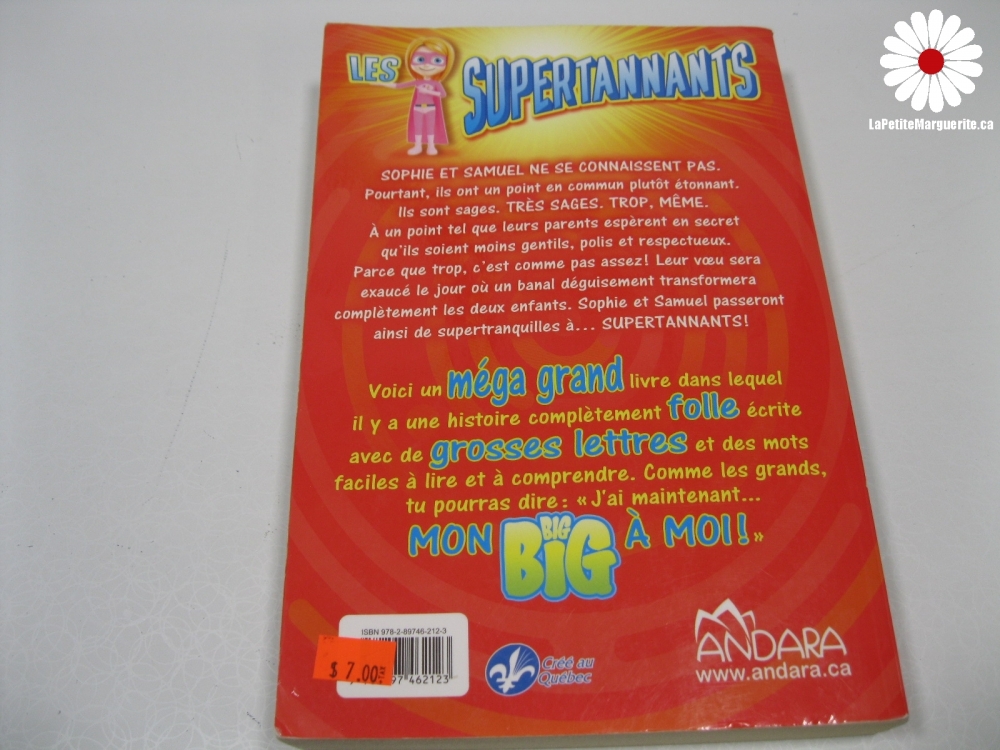 LES SUPERTANNANTS
LaPetiteMarguerite.ca
SOPHIE ET SAMUEL NE SE CONNAISSENT PAS.
Pourtant, ils ont un point en commun plutôt étonnant.
Ils sont sages. TRÈS SAGES. TROP, MÊME.
À un point tel que leurs parents espèrent en secret
qu'ils soient moins gentils, polis et respectueux.
Parce que trop, c'est comme pas assez! Leur vœu sera
exaucé le jour où un banal déguisement transformera
complètement les deux enfants. Sophie et Samuel passeront
ainsi de supertranquilles à... SUPERTANNANTS!
Voici un méga grand livre dans lequel
il y a une histoire complètement folle écrite
avec de grosses lettres et des mots
faciles à lire et à comprendre. Comme les grands,
tu pourras dire : « J'ai maintenant...
MON BIG BIG À MOI! »
ISBN 978-2-89746-212-3
$ 7.00
97 462123
Créé au
Québec
ANDARA
www.andara.ca